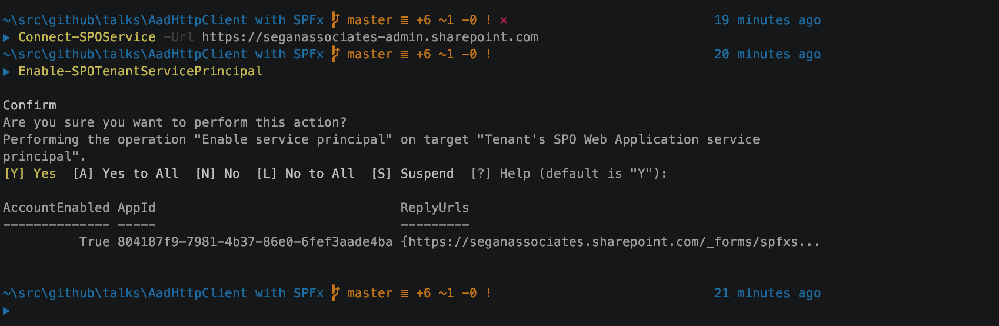 ~\src\github\talks\AadHttpClient with SPFx master ≡ +6 ~1 -0 ! × 19 minutes ago
▶ Connect-SPOService -Url https://seganassociates-admin.sharepoint.com
~\src\github\talks\AadHttpClient with SPFx master ≡ +6 ~1 -0 ! 20 minutes ago
▶ Enable-SPOTenantServicePrincipal
Confirm
Are you sure you want to perform this action?
Performing the operation "Enable service principal" on target "Tenant's SPO Web Application service
principal".
[Y] Yes [A] Yes to All [N] No [L] No to All [S] Suspend [?] Help (default is "Y"):
AccountEnabled AppId ReplyUrls
-------------- ----- ---------
True 804187f9-7981-4b37-86e0-6fef3aade4ba {https://seganassociates.sharepoint.com/_forms/spfxs...
~\src\github\talks\AadHttpClient with SPFx master ≡ +6 ~1 -0 ! 21 minutes ago
▶